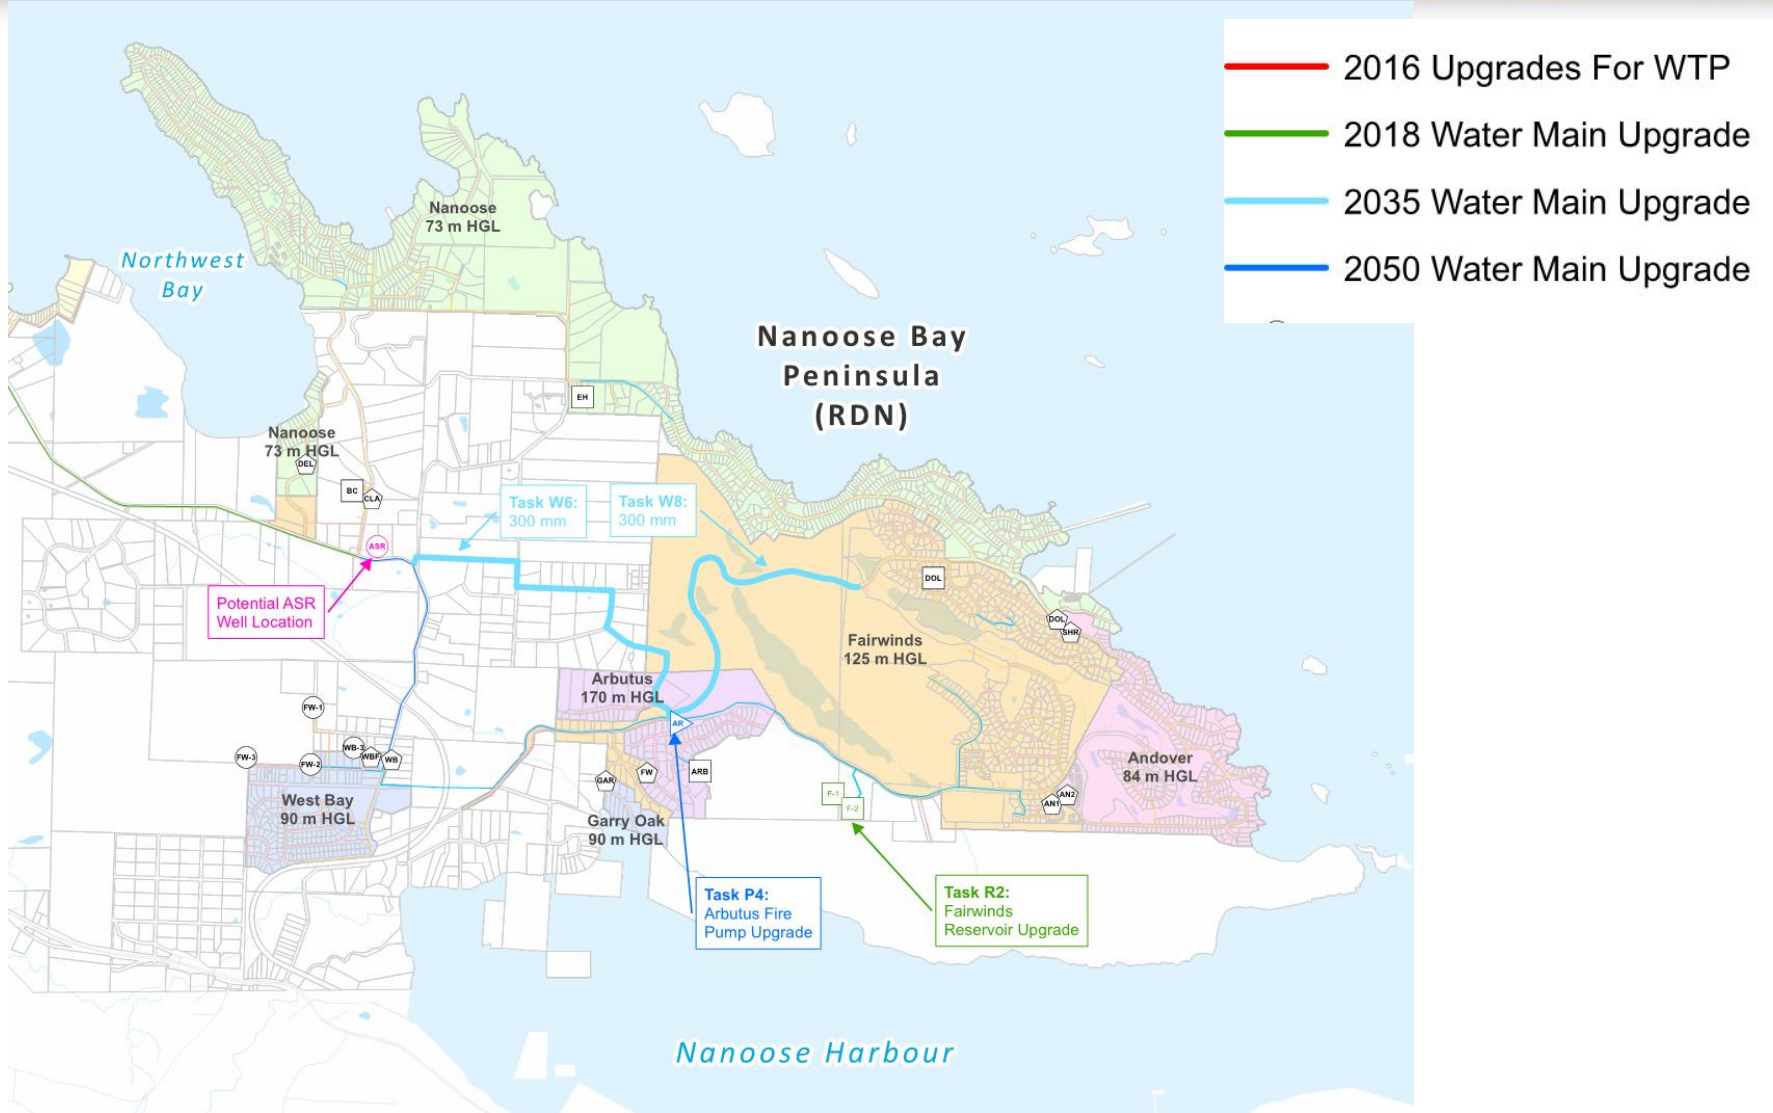 2016 Upgrades For WTP
2018 Water Main Upgrade
2035 Water Main Upgrade
2050 Water Main Upgrade
Nanoose
73 m HGL
Northwest
Bay
Nanoose Bay
Peninsula
(RDN)
EH
Nanoose
73 m HGL
DEL
BC
CLA
Task W6:
300 mm
Task W8:
300 mm
ASR
Potential ASR
Well Location
DOL
DOL
SHR
Fairwinds
125 m HGL
Arbutus
170 m HGL
FW-1
AR
FW-3
FW-2
WB-3
WBF
WB
GAR
FW
ARB
Andover
84 m HGL
West Bay
90 m HGL
F-1
F-2
AN1
AN2
Garry Oak
90 m HGL
Task P4:
Arbutus Fire
Pump Upgrade
Task R2:
Fairwinds
Reservoir Upgrade
Nanoose Harbour